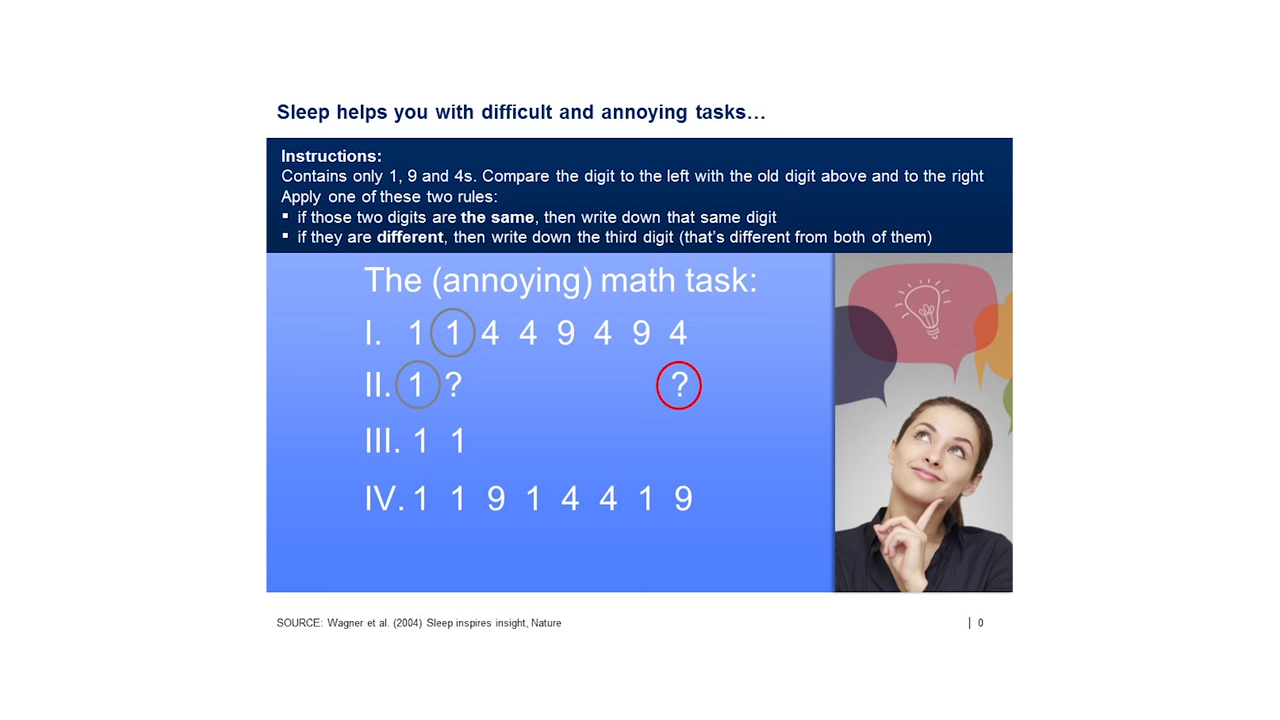 Sleep helps you with difficult and annoying tasks…
Instructions:
Contains only 1, 9 and 4s. Compare the digit to the left with the old digit above and to the right
Apply one of these two rules:
▪ if those two digits are the same, then write down that same digit
▪ if they are different, then write down the third digit (that's different from both of them)
The (annoying) math task:
I. 1 1 4 4 9 4 9 4
II. 1 ? ?
III. 1 1
IV. 1 1 9 1 4 4 1 9
SOURCE: Wagner et al. (2004) Sleep inspires insight, Nature
| 0